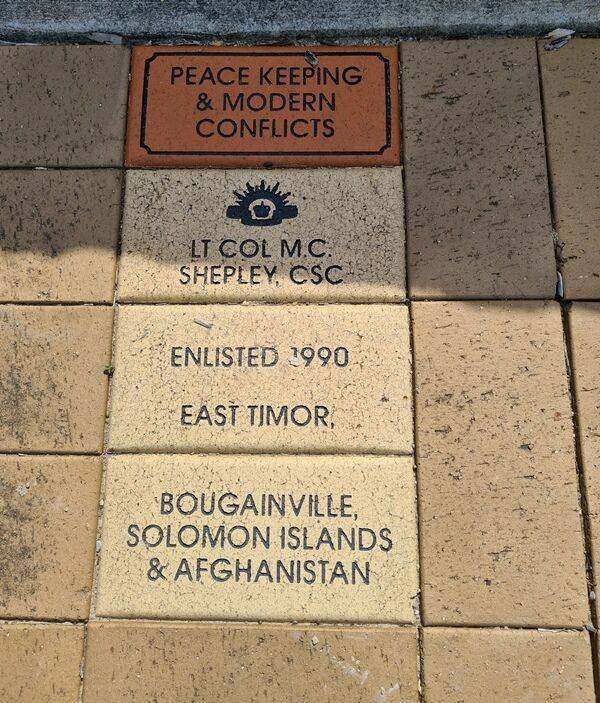 PEACE KEEPING
& MODERN
CONFLICTS
LT COL M.C.
SHEPLEY, CSC
ENLISTED 1990
EAST TIMOR,
BOUGAINVILLE,
SOLOMON ISLANDS
& AFGHANISTAN